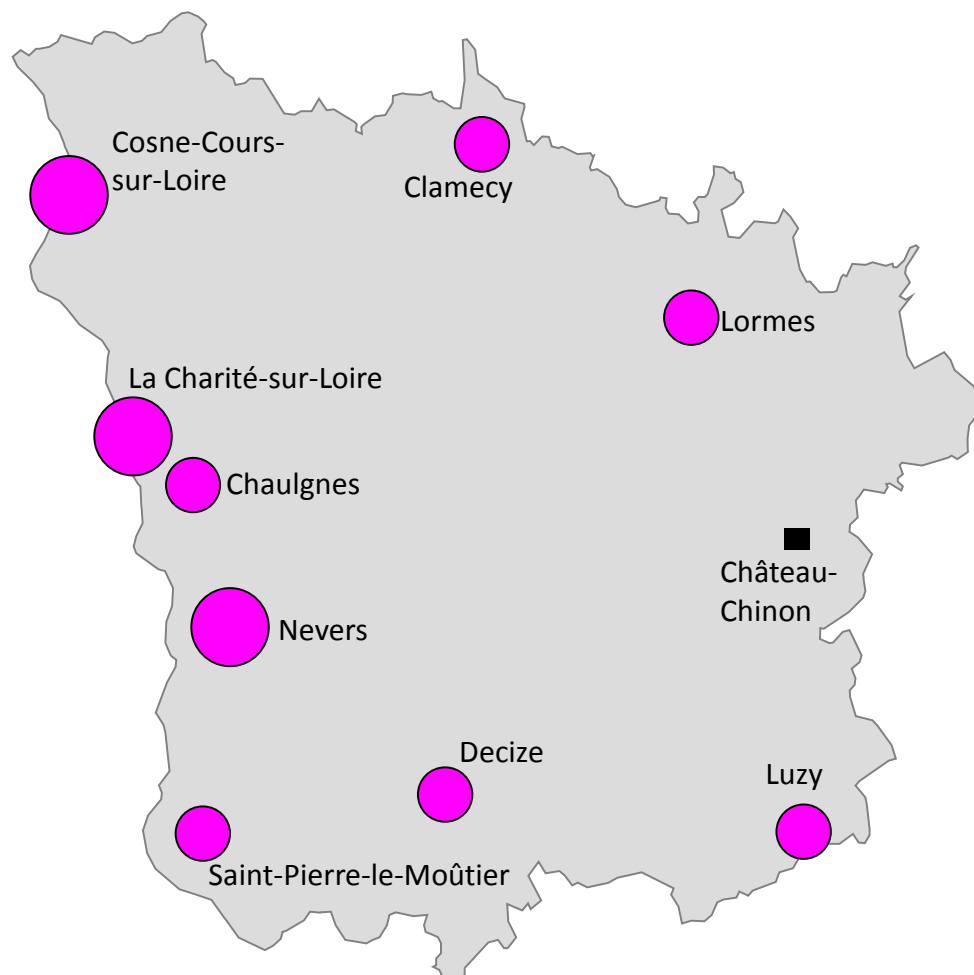 Cosne-Cours-
sur-Loire
Clamecy
Lormes
La Charité-sur-Loire
Chaulgnes
Château-
Chinon
Nevers
Decize
Luzy
Saint-Pierre-le-Moûtier